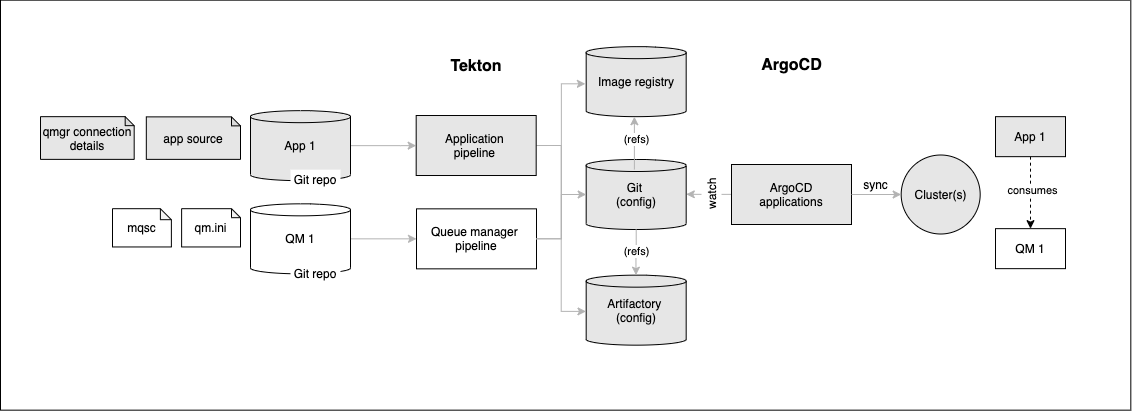 Tekton
ArgoCD
Image registry
(refs)
qmgr connection
details
app source
App 1
Git repo
Application
pipeline
Git
(config)
watch
ArgoCD
applications
sync
Cluster(s)
App 1
consumes
QM 1
mqsc
qm.ini
QM 1
Git repo
Queue manager
pipeline
(refs)
Artifactory
(config)